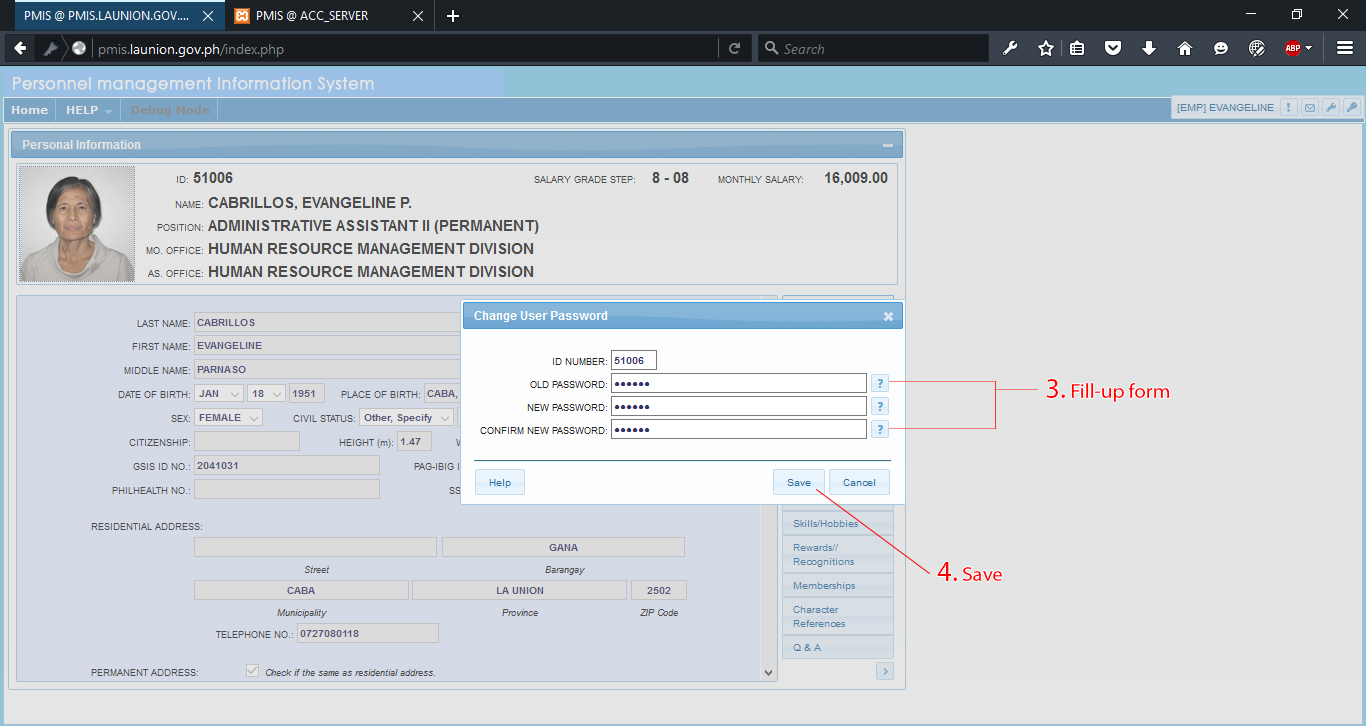 PMIS @ PMIS.LAUNION.GOV....
PMIS @ ACC_SERVER
pmis.launion.gov.ph/index.php
Search
ABP
Personnel management Information System
Home HELP Debug Mode
[EMP] EVANGELINE
Personal Information
ID: 51006 SALARY GRADE STEP: 8 - 08 MONTHLY SALARY: 16,009.00
NAME: CABRILLOS, EVANGELINE P.
POSITION: ADMINISTRATIVE ASSISTANT II (PERMANENT)
MO. OFFICE: HUMAN RESOURCE MANAGEMENT DIVISION
AS. OFFICE: HUMAN RESOURCE MANAGEMENT DIVISION
LAST NAME: CABRILLOS
FIRST NAME: EVANGELINE
MIDDLE NAME: PARNASO
DATE OF BIRTH: JAN 18 1951 PLACE OF BIRTH: CABA,
SEX: FEMALE CIVIL STATUS: Other, Specify
CITIZENSHIP: HEIGHT (m): 1.47
GSIS ID NO.: 2041031 PAG-IBIG I
PHILHEALTH NO.: SS
Change User Password
ID NUMBER: 51006
OLD PASSWORD: ●●●●●● ?
NEW PASSWORD: ●●●●●● ?
CONFIRM NEW PASSWORD: ●●●●●● ?
Help Save Cancel
3. Fill-up form
4. Save
RESIDENTIAL ADDRESS:
GANA
Street Barangay
CABA LA UNION 2502
Municipality Province ZIP Code
TELEPHONE NO.: 0727080118
PERMANENT ADDRESS: Check if the same as residential address.
Skills/Hobbies
Rewards//
Recognitions
Memberships
Character
References
Q & A